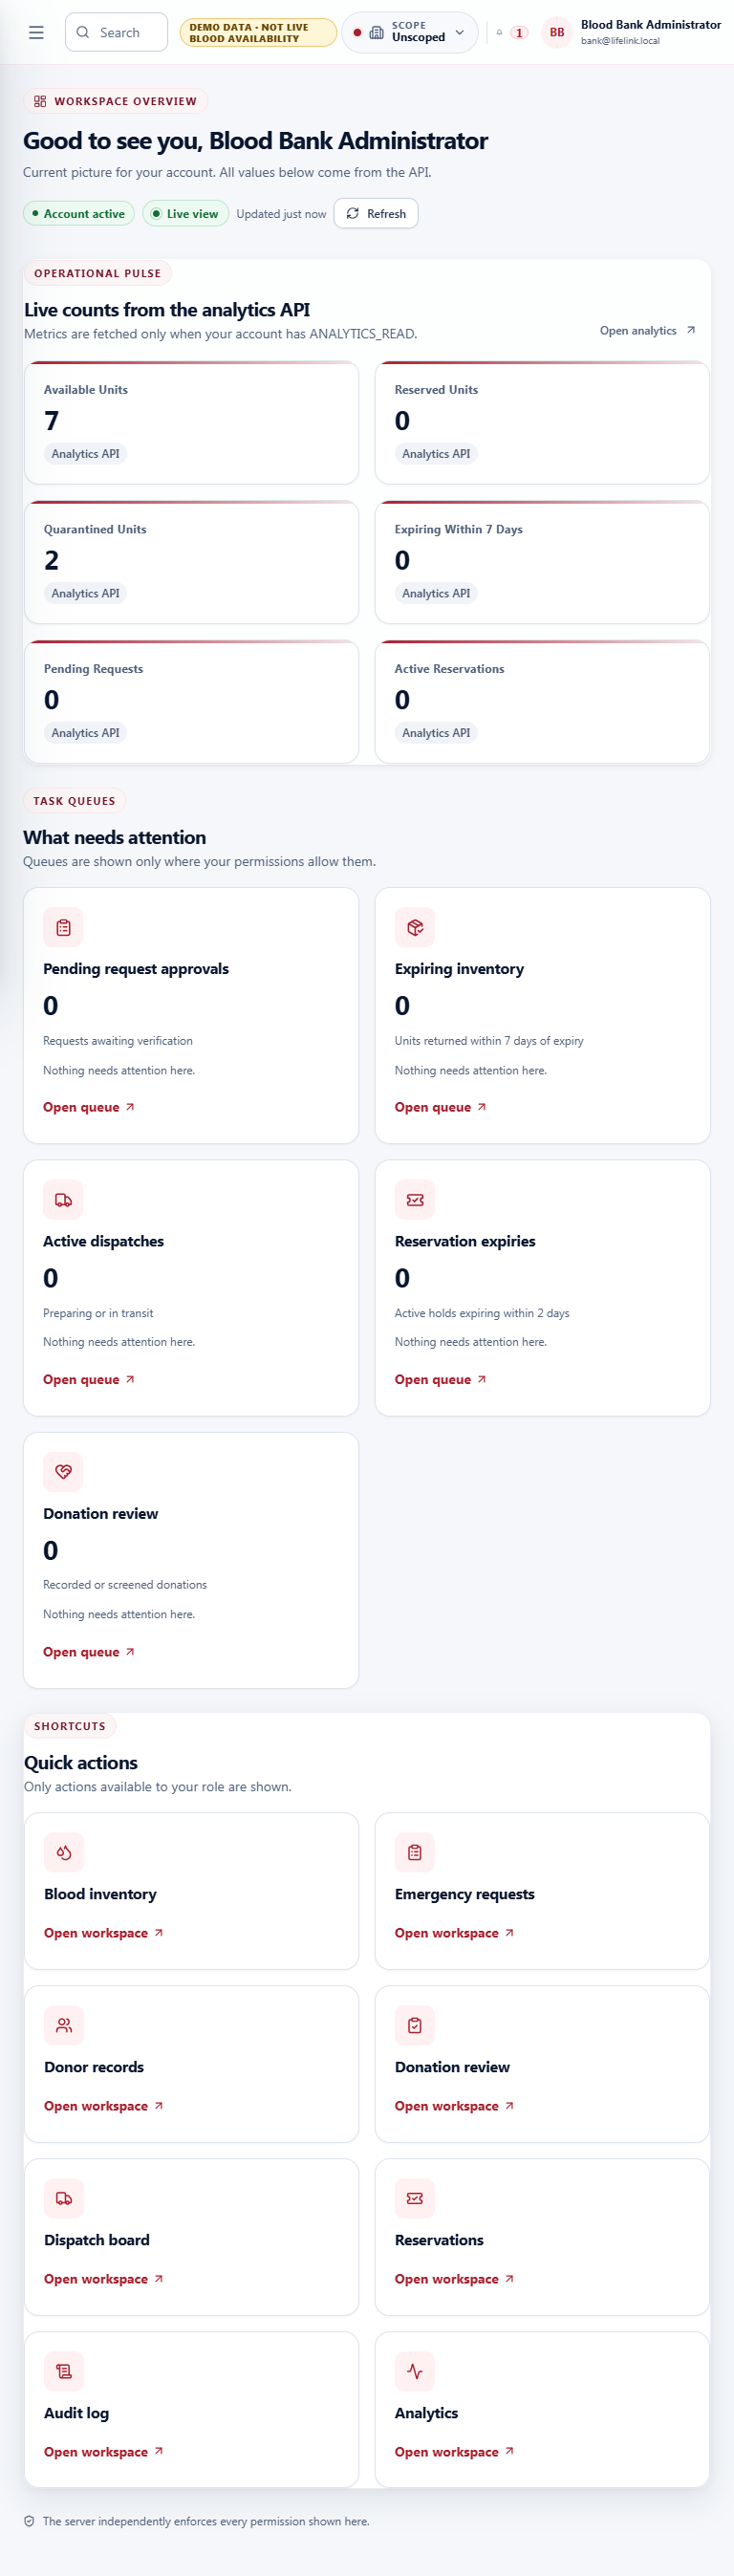 Search
DEMO DATA · NOT LIVE
BLOOD AVAILABILITY
SCOPE
Unscoped
1
BB
Blood Bank Administrator
bank@lifelink.local
WORKSPACE OVERVIEW
Good to see you, Blood Bank Administrator
Current picture for your account. All values below come from the API.
Account active
Live view
Updated just now
Refresh
OPERATIONAL PULSE
Live counts from the analytics API
Metrics are fetched only when your account has ANALYTICS_READ.
Open analytics
Available Units
7
Analytics API
Reserved Units
0
Analytics API
Quarantined Units
2
Analytics API
Expiring Within 7 Days
0
Analytics API
Pending Requests
0
Analytics API
Active Reservations
0
Analytics API
TASK QUEUES
What needs attention
Queues are shown only where your permissions allow them.
Pending request approvals
0
Requests awaiting verification
Nothing needs attention here.
Open queue
Expiring inventory
0
Units returned within 7 days of expiry
Nothing needs attention here.
Open queue
Active dispatches
0
Preparing or in transit
Nothing needs attention here.
Open queue
Reservation expiries
0
Active holds expiring within 2 days
Nothing needs attention here.
Open queue
Donation review
0
Recorded or screened donations
Nothing needs attention here.
Open queue
SHORTCUTS
Quick actions
Only actions available to your role are shown.
Blood inventory
Open workspace
Emergency requests
Open workspace
Donor records
Open workspace
Donation review
Open workspace
Dispatch board
Open workspace
Reservations
Open workspace
Audit log
Open workspace
Analytics
Open workspace
The server independently enforces every permission shown here.